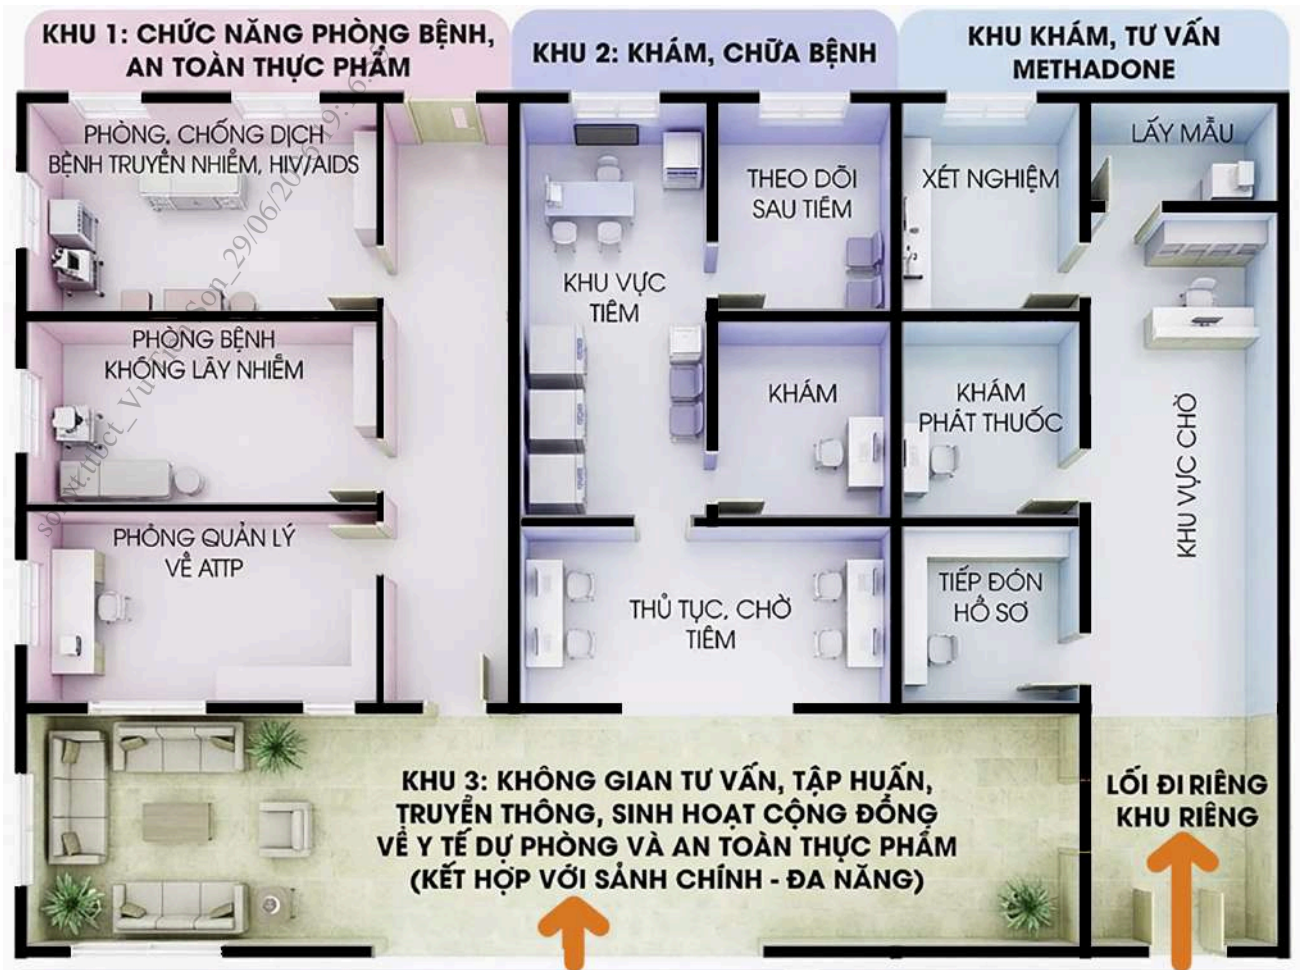 KHU 1: CHỨC NĂNG PHÒNG BỆNH,
AN TOÀN THỰC PHẨM
KHU 2: KHÁM, CHỮA BỆNH
KHU KHÁM, TƯ VẤN
METHADONE
PHÒNG, CHỐNG DỊCH
BỆNH TRUYỀN NHIỄM, HIV/AIDS
THEO DÕI
SAU TIÊM
XÉT NGHIỆM
LẤY MẪU
KHU VỰC
TIÊM
PHÒNG BỆNH
KHÔNG LÂY NHIỄM
KHÁM
KHÁM
PHÁT THUỐC
KHU VỰC CHỜ
PHÒNG QUẢN LÝ
VỀ ATTP
THỦ TỤC, CHỜ
TIÊM
TIẾP ĐÓN
HỒ SƠ
KHU 3: KHÔNG GIAN TƯ VẤN, TẬP HUẤN,
TRUYỀN THÔNG, SINH HOẠT CỘNG ĐỒNG
VỀ Y TẾ DỰ PHÒNG VÀ AN TOÀN THỰC PHẨM
(KẾT HỢP VỚI SẢNH CHÍNH - ĐA NĂNG)
LỐI ĐI RIÊNG
KHU RIÊNG